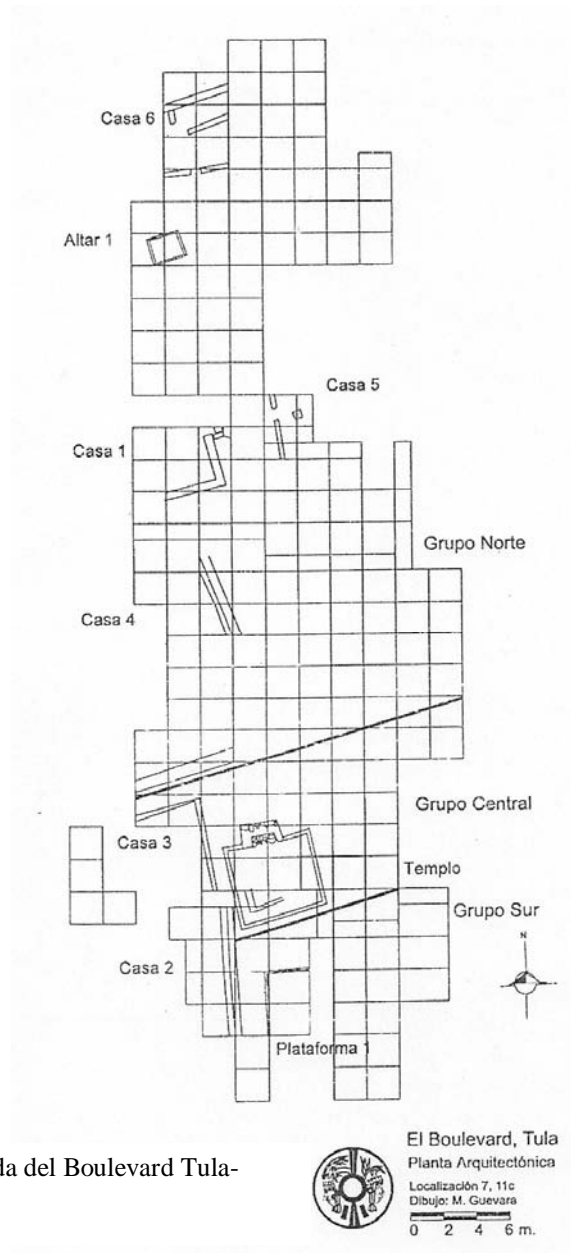 Casa 6
Altar 1
Casa 5
Casa 1
Grupo Norte
Casa 4
Grupo Central
Casa 3
Templo
Grupo Sur
N
Casa 2
Plataforma 1
da del Boulevard Tula-
El Boulevard, Tula
Planta Arquitectónica
Localización 7, 11c
Dibujo: M. Guevara
0 2 4 6 m.